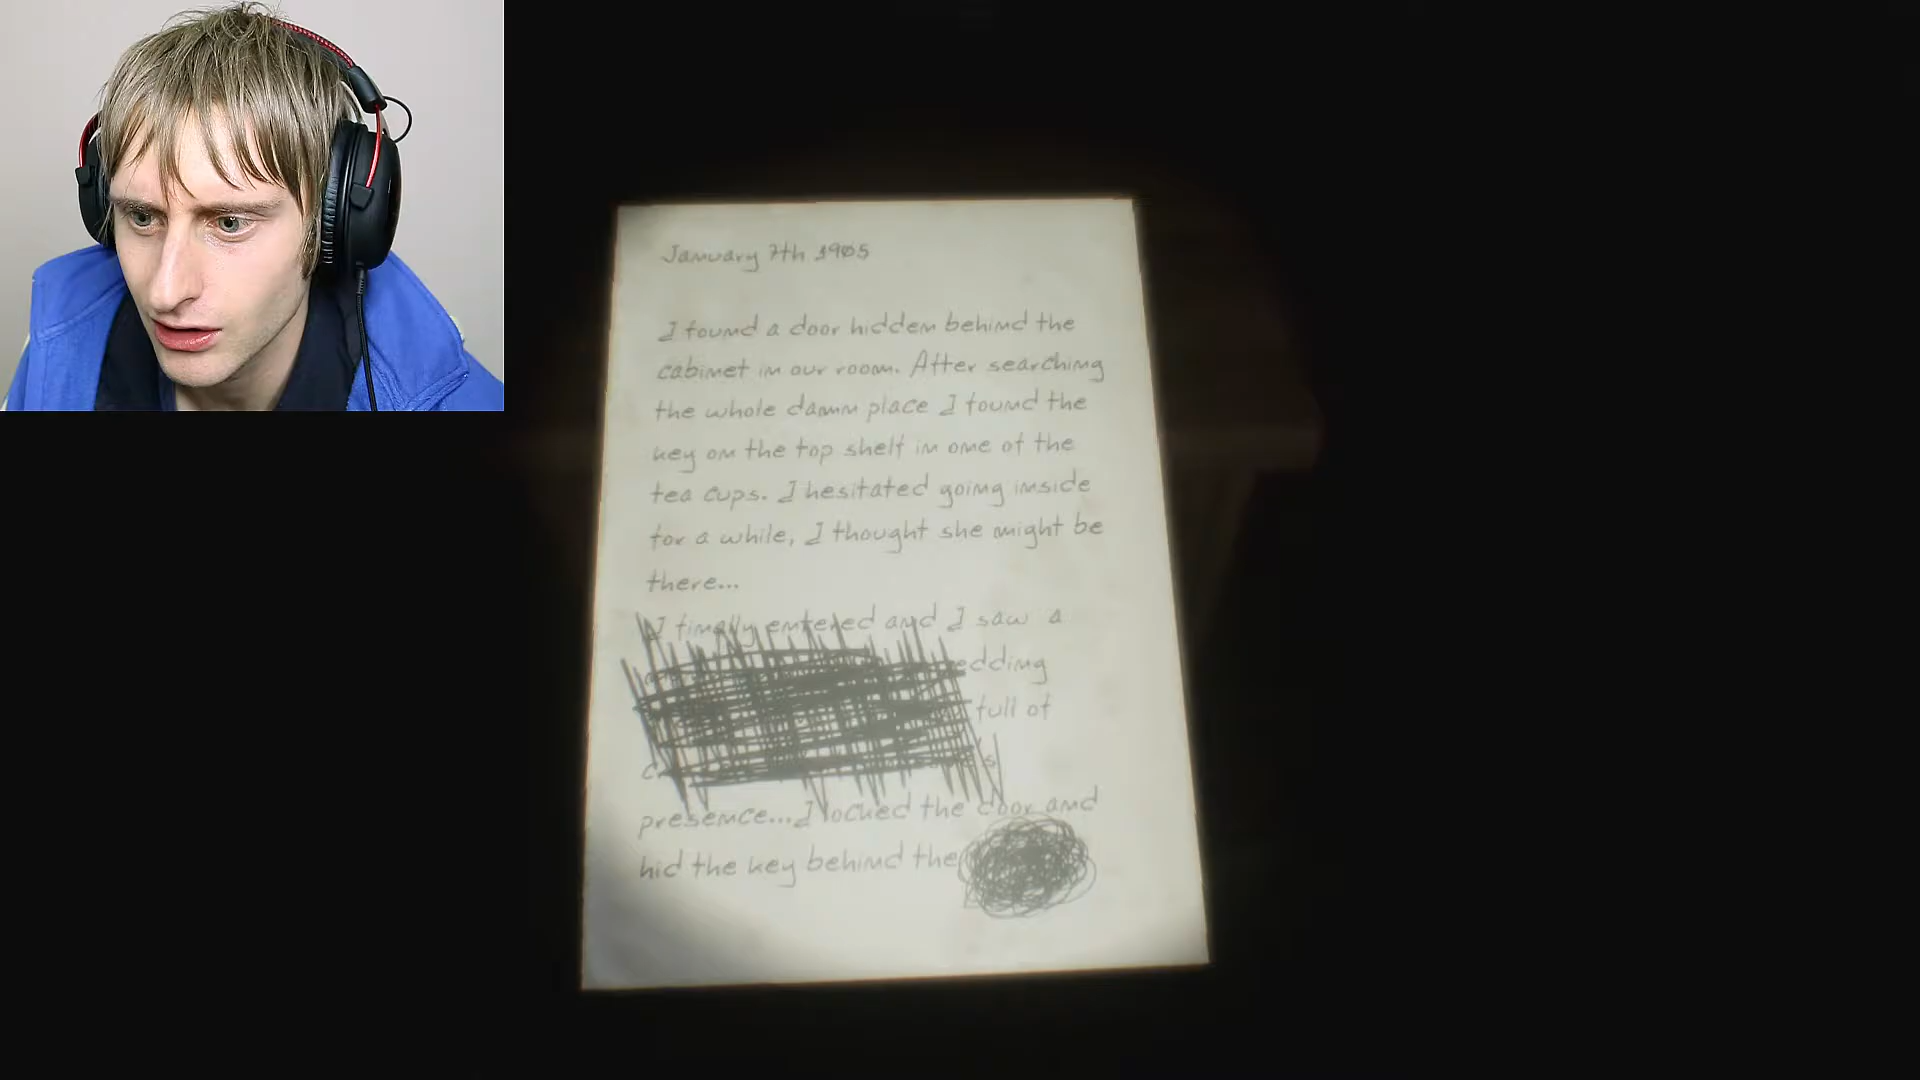 January 7th 1905
I found a door hidden behind the
cabinet in our room. After searching
the whole damn place I found the
key on the top shelf in one of the
tea cups. I hesitated going inside
for a while, I thought she might be
there...
I finally entered and I saw a
full of
presence... I locked the door and
hid the key behind the